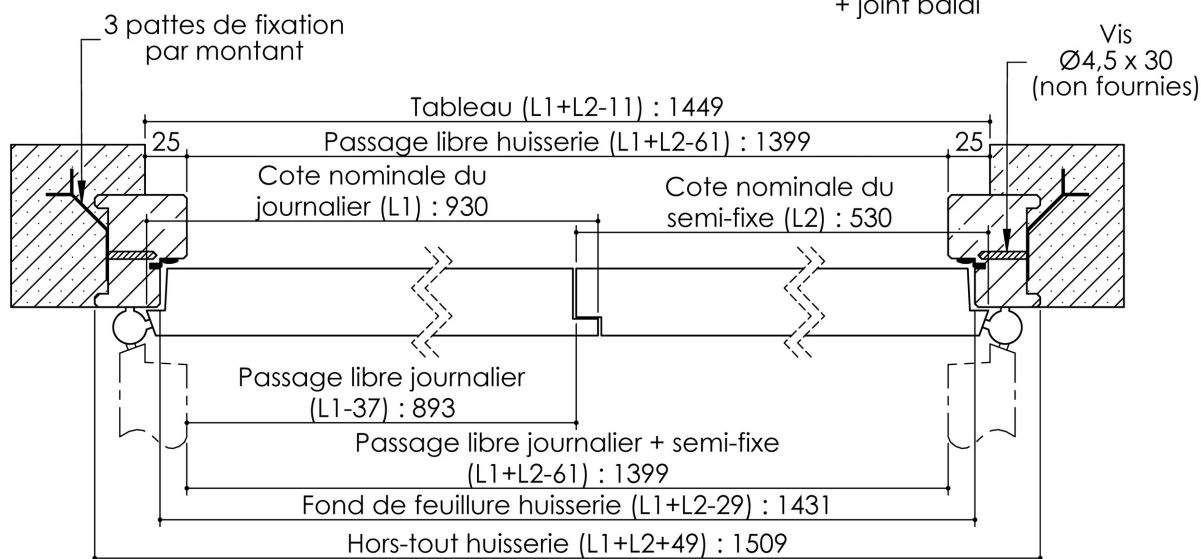 + joint balai
3 pattes de fixation
par montant
Vis
Ø4,5 x 30
(non fournies)
Tableau (L1+L2-11) : 1449
25
Passage libre huisserie (L1+L2-61) : 1399
25
Cote nominale du
journalier (L1) : 930
Cote nominale du
semi-fixe (L2) : 530
Passage libre journalier
(L1-37) : 893
Passage libre journalier + semi-fixe
(L1+L2-61) : 1399
Fond de feuillure huisserie (L1+L2-29) : 1431
Hors-tout huisserie (L1+L2+49) : 1509